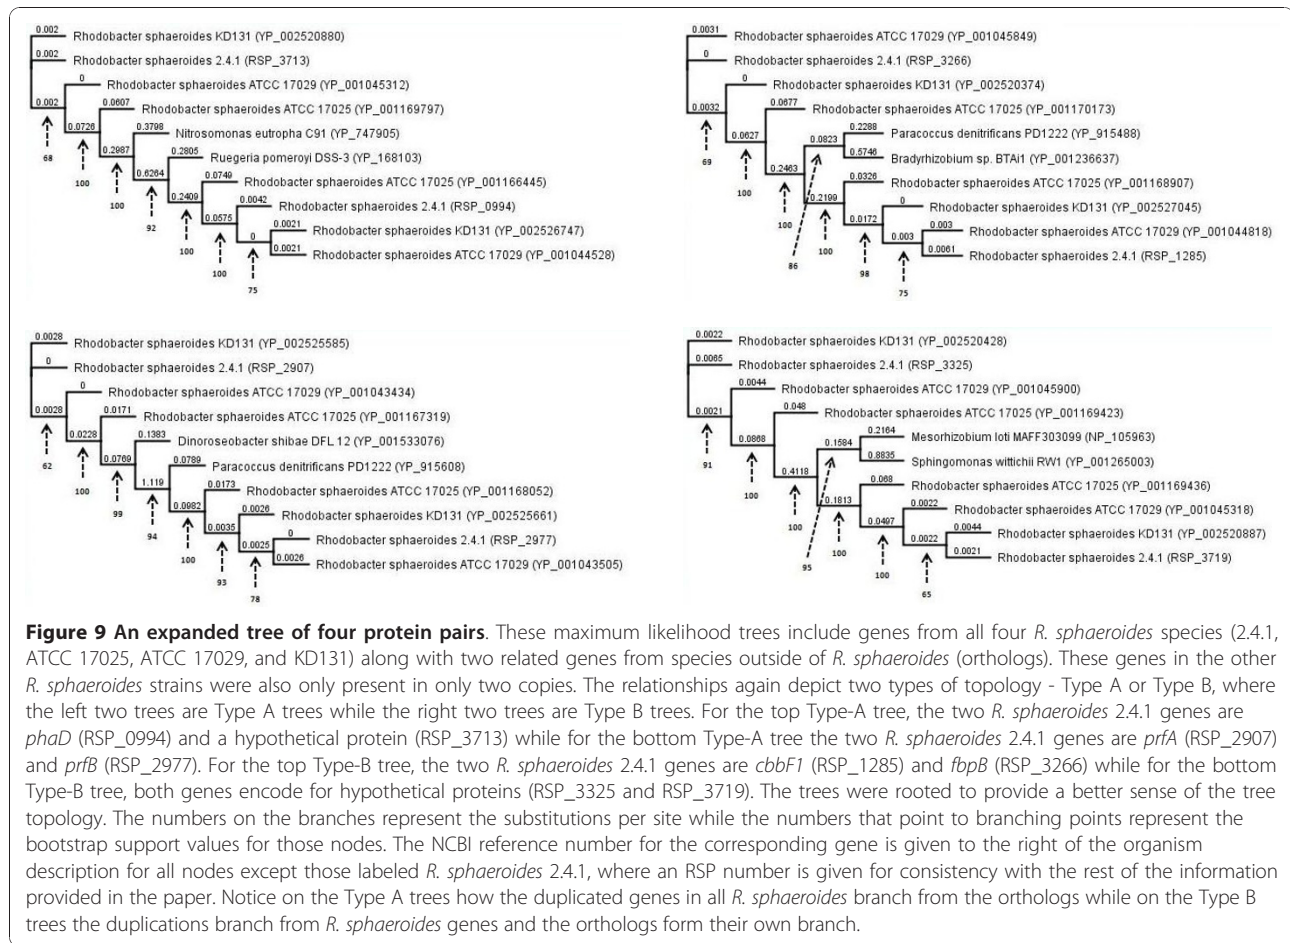 0.002
Rhodobacter sphaeroides KD131 (YP_002520880)
0.002
Rhodobacter sphaeroides 2.4.1 (RSP_3713)
0
Rhodobacter sphaeroides ATCC 17029 (YP_001045312)
0.002
0.0607
Rhodobacter sphaeroides ATCC 17025 (YP_001169797)
68
0.0726
0.3798
Nitrosomonas eutropha C91 (YP_747905)
100
0.2987
0.2805
Ruegeria pomeroyi DSS-3 (YP_168103)
100
0.6264
0.0749
Rhodobacter sphaeroides ATCC 17025 (YP_001166445)
92
0.2409
0.0042
Rhodobacter sphaeroides 2.4.1 (RSP_0994)
100
0.0575
0.0021
Rhodobacter sphaeroides KD131 (YP_002526747)
100
0
0.0021
Rhodobacter sphaeroides ATCC 17029 (YP_001044528)
75
0.0031
Rhodobacter sphaeroides ATCC 17029 (YP_001045849)
0
Rhodobacter sphaeroides 2.4.1 (RSP_3266)
0
Rhodobacter sphaeroides KD131 (YP_002520374)
0.0032
0.0677
Rhodobacter sphaeroides ATCC 17025 (YP_001170173)
69
0.0627
0.0823
0.2288
Paracoccus denitrificans PD1222 (YP_915488)
0.5746
Bradyrhizobium sp. BTAi1 (YP_001236637)
100
0.2463
0.0326
Rhodobacter sphaeroides ATCC 17025 (YP_001168907)
100
0.2199
0
Rhodobacter sphaeroides KD131 (YP_002527045)
86
100
0.0172
0.003
Rhodobacter sphaeroides ATCC 17029 (YP_001044818)
98
0.003
0.0061
Rhodobacter sphaeroides 2.4.1 (RSP_1285)
75
0.0028
Rhodobacter sphaeroides KD131 (YP_002525585)
0
Rhodobacter sphaeroides 2.4.1 (RSP_2907)
0
Rhodobacter sphaeroides ATCC 17029 (YP_001043434)
0.0028
0.0171
Rhodobacter sphaeroides ATCC 17025 (YP_001167319)
62
0.0228
0.1383
Dinoroseobacter shibae DFL 12 (YP_001533076)
100
0.0769
0.0789
Paracoccus denitrificans PD1222 (YP_915608)
99
1.119
0.0173
Rhodobacter sphaeroides ATCC 17025 (YP_001168052)
94
0.0982
0.0026
Rhodobacter sphaeroides KD131 (YP_002525661)
100
0.0035
0
Rhodobacter sphaeroides 2.4.1 (RSP_2977)
93
0.0025
0.0026
Rhodobacter sphaeroides ATCC 17029 (YP_001043505)
78
0.0022
Rhodobacter sphaeroides KD131 (YP_002520428)
0.0065
Rhodobacter sphaeroides 2.4.1 (RSP_3325)
0.0044
Rhodobacter sphaeroides ATCC 17029 (YP_001045900)
0.0021
0.048
Rhodobacter sphaeroides ATCC 17025 (YP_001169423)
91
0.0868
0.1584
0.2164
Mesorhizobium loti MAFF303099 (NP_105963)
0.8835
Sphingomonas wittichii RW1 (YP_001265003)
100
0.4118
0.068
Rhodobacter sphaeroides ATCC 17025 (YP_001169436)
100
0.1813
0.0022
Rhodobacter sphaeroides ATCC 17029 (YP_001045318)
95
100
0.0497
0.0044
Rhodobacter sphaeroides KD131 (YP_002520887)
100
0.0022
0.0021
Rhodobacter sphaeroides 2.4.1 (RSP_3719)
65
Figure 9 An expanded tree of four protein pairs. These maximum likelihood trees include genes from all four R. sphaeroides species (2.4.1,
ATCC 17025, ATCC 17029, and KD131) along with two related genes from species outside of R. sphaeroides (orthologs). These genes in the other
R. sphaeroides strains were also only present in only two copies. The relationships again depict two types of topology - Type A or Type B, where
the left two trees are Type A trees while the right two trees are Type B trees. For the top Type-A tree, the two R. sphaeroides 2.4.1 genes are
phaD (RSP_0994) and a hypothetical protein (RSP_3713) while for the bottom Type-A tree the two R. sphaeroides 2.4.1 genes are prfA (RSP_2907)
and prfB (RSP_2977). For the top Type-B tree, the two R. sphaeroides 2.4.1 genes are cbbF1 (RSP_1285) and fbpB (RSP_3266) while for the bottom
Type-B tree, both genes encode for hypothetical proteins (RSP_3325 and RSP_3719). The trees were rooted to provide a better sense of the tree
topology. The numbers on the branches represent the substitutions per site while the numbers that point to branching points represent the
bootstrap support values for those nodes. The NCBI reference number for the corresponding gene is given to the right of the organism
description for all nodes except those labeled R. sphaeroides 2.4.1, where an RSP number is given for consistency with the rest of the information
provided in the paper. Notice on the Type A trees how the duplicated genes in all R. sphaeroides branch from the orthologs while on the Type B
trees the duplications branch from R. sphaeroides genes and the orthologs form their own branch.